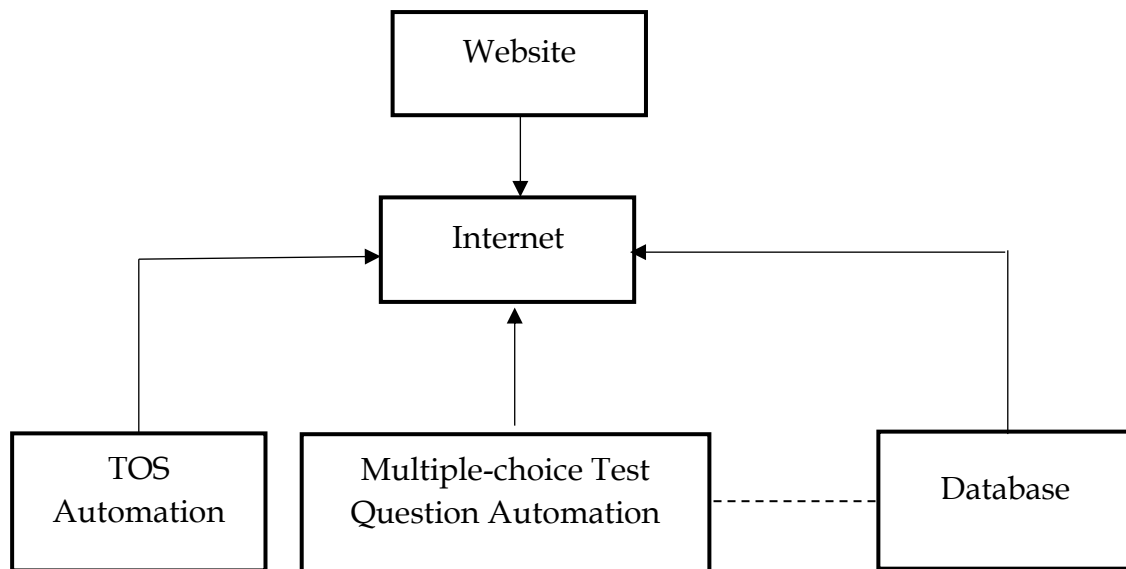 Website
Internet
TOS
Automation
Multiple-choice Test
Question Automation
Database